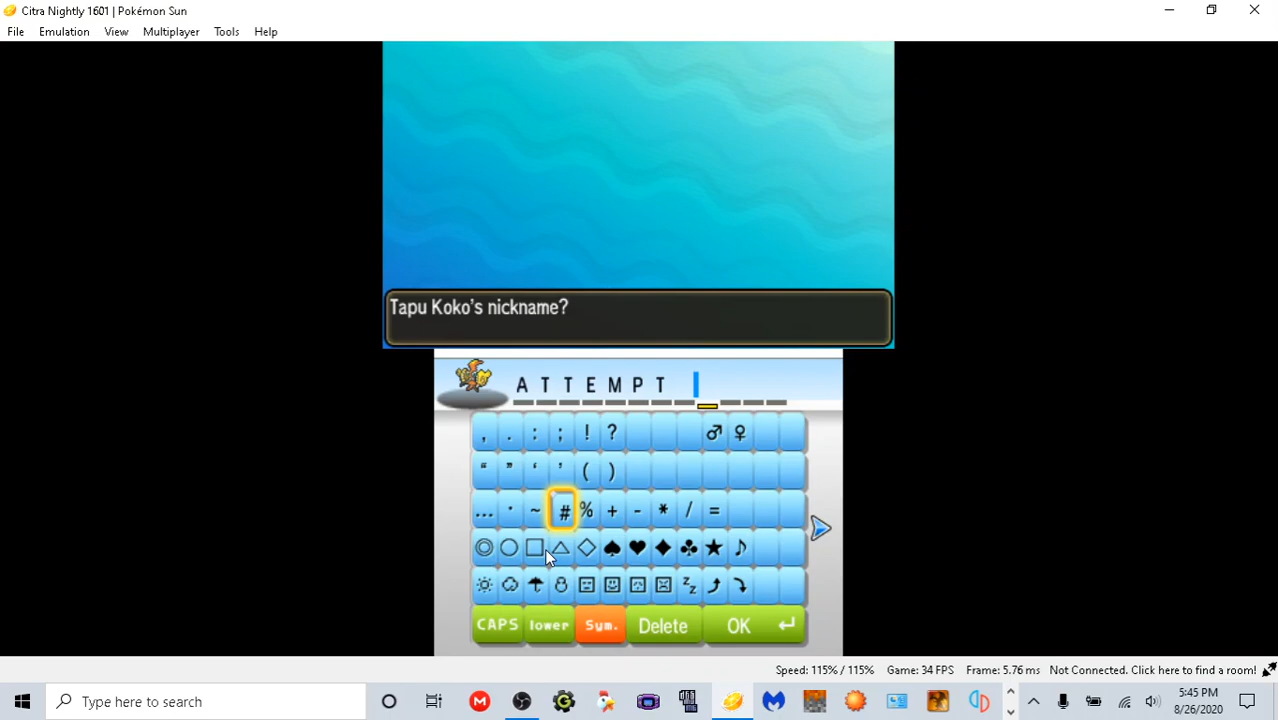 Citra Nightly 1601 | Pokémon Sun
File Emulation View Multiplayer Tools Help
Tapu Koko's nickname?
ATTEMPT
, . : ; ! ? ♂ ♀
“ ” ‘ ’ ( )
... · ~ # % + - * / =
◎ ○ □ △ ◇ ♠ ♥ ♦ ♣ ★ ♪
zz
CAPS lower Sym. Delete OK
Speed: 115% / 115% Game: 34 FPS Frame: 5.76 ms Not Connected. Click here to find a room!
Type here to search
5:45 PM
8/26/2020